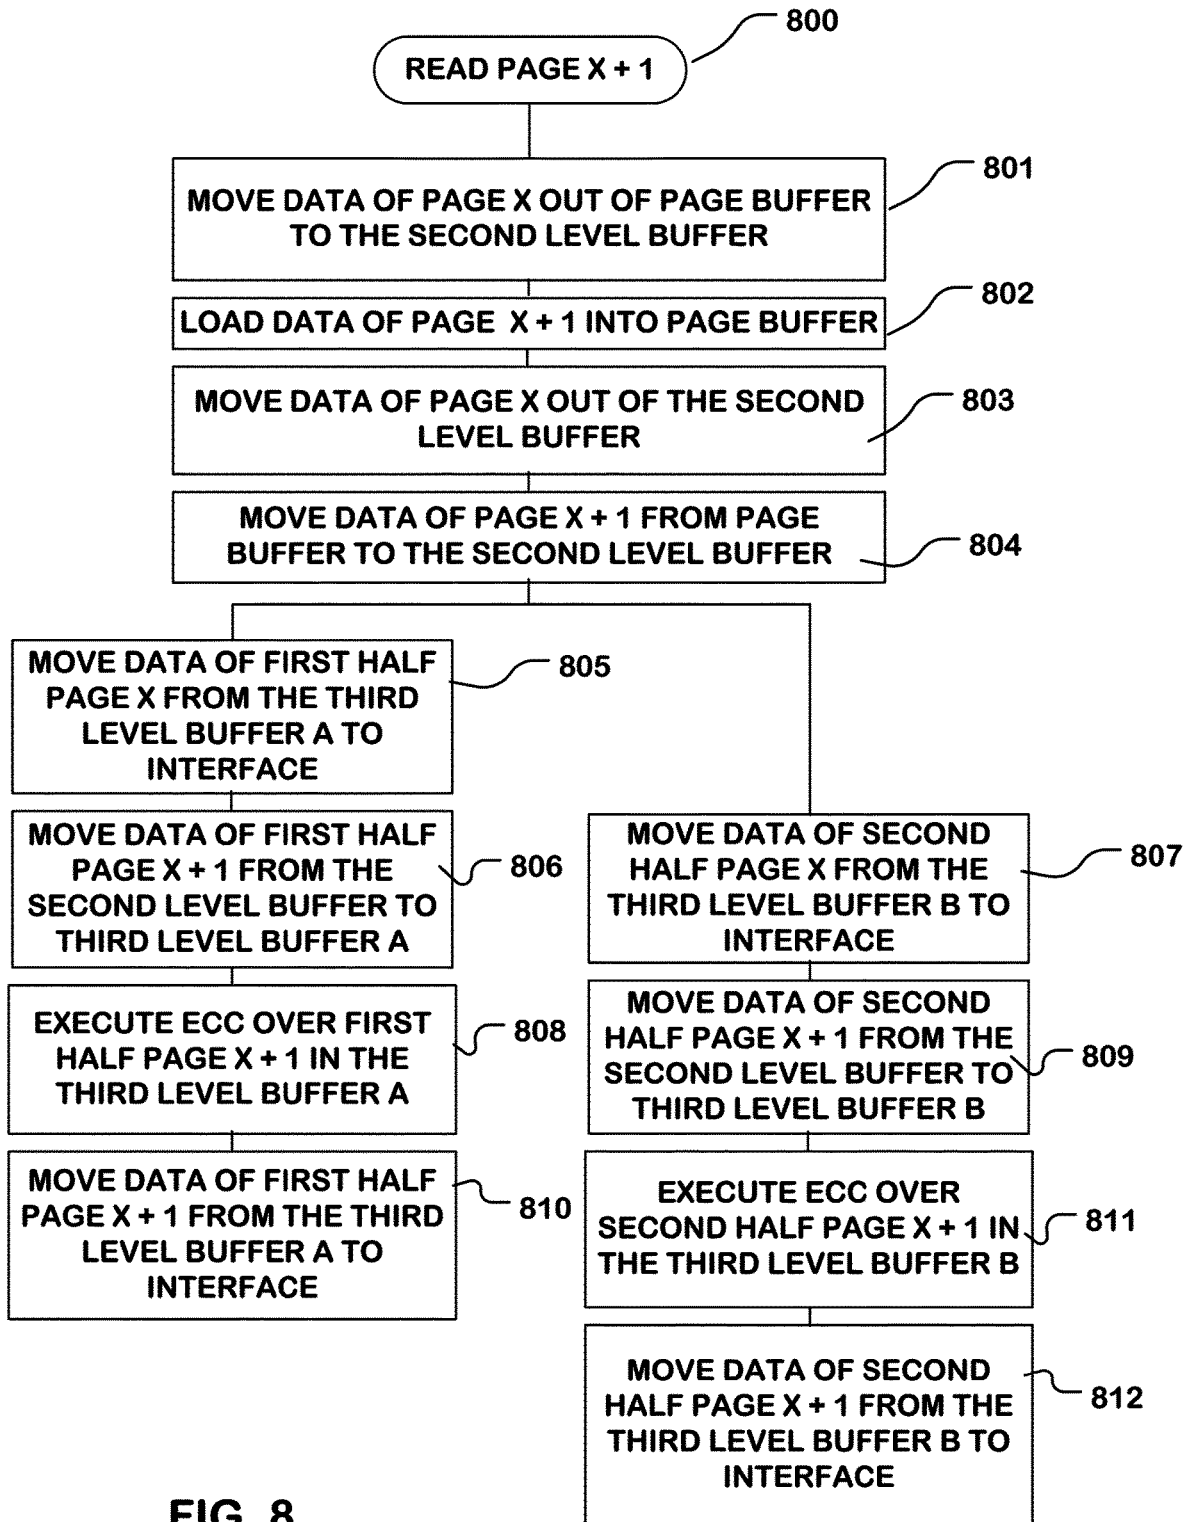 800
READ PAGE X + 1
801
MOVE DATA OF PAGE X OUT OF PAGE BUFFER
TO THE SECOND LEVEL BUFFER
802
LOAD DATA OF PAGE X + 1 INTO PAGE BUFFER
803
MOVE DATA OF PAGE X OUT OF THE SECOND
LEVEL BUFFER
804
MOVE DATA OF PAGE X + 1 FROM PAGE
BUFFER TO THE SECOND LEVEL BUFFER
805
MOVE DATA OF FIRST HALF
PAGE X FROM THE THIRD
LEVEL BUFFER A TO
INTERFACE
806
MOVE DATA OF FIRST HALF
PAGE X + 1 FROM THE
SECOND LEVEL BUFFER TO
THIRD LEVEL BUFFER A
807
MOVE DATA OF SECOND
HALF PAGE X FROM THE
THIRD LEVEL BUFFER B TO
INTERFACE
808
EXECUTE ECC OVER FIRST
HALF PAGE X + 1 IN THE
THIRD LEVEL BUFFER A
809
MOVE DATA OF SECOND
HALF PAGE X + 1 FROM THE
SECOND LEVEL BUFFER TO
THIRD LEVEL BUFFER B
810
MOVE DATA OF FIRST HALF
PAGE X + 1 FROM THE THIRD
LEVEL BUFFER A TO
INTERFACE
811
EXECUTE ECC OVER
SECOND HALF PAGE X + 1 IN
THE THIRD LEVEL BUFFER B
812
MOVE DATA OF SECOND
HALF PAGE X + 1 FROM THE
THIRD LEVEL BUFFER B TO
INTERFACE
FIG. 8